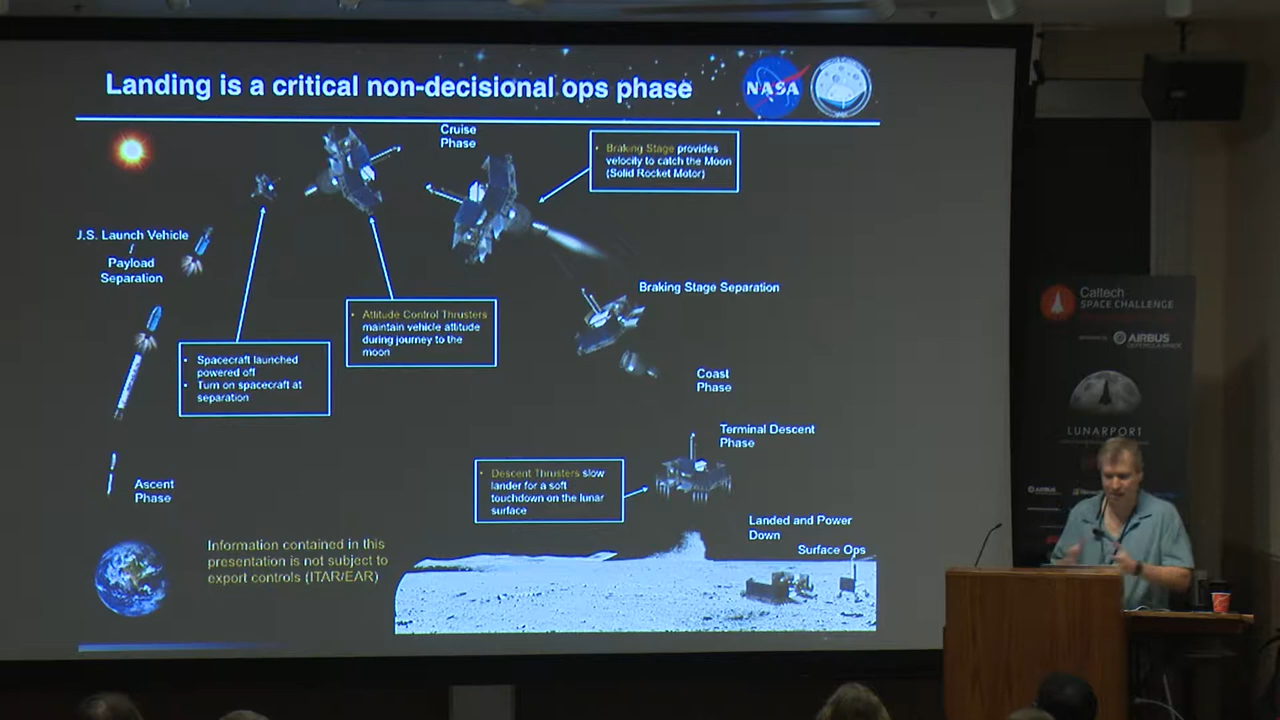 Landing is a critical non-decisional ops phase
NASA
Cruise
Phase
• Braking Stage provides
velocity to catch the Moon
(Solid Rocket Motor)
J.S. Launch Vehicle
/
Payload
Separation
Braking Stage Separation
• Attitude Control Thrusters
maintain vehicle attitude
during journey to the
moon
• Spacecraft launched
powered off
• Turn on spacecraft at
separation
Coast
Phase
Terminal Descent
Phase
• Descent Thrusters slow
lander for a soft
touchdown on the lunar
surface
Ascent
Phase
Landed and Power
Down
Surface Ops
Information contained in this
presentation is not subject to
export controls (ITAR/EAR)
Caltech
SPACE CHALLENGE
AIRBUS
DEFENCE & SPACE
LUNARPORT
AIRBUS